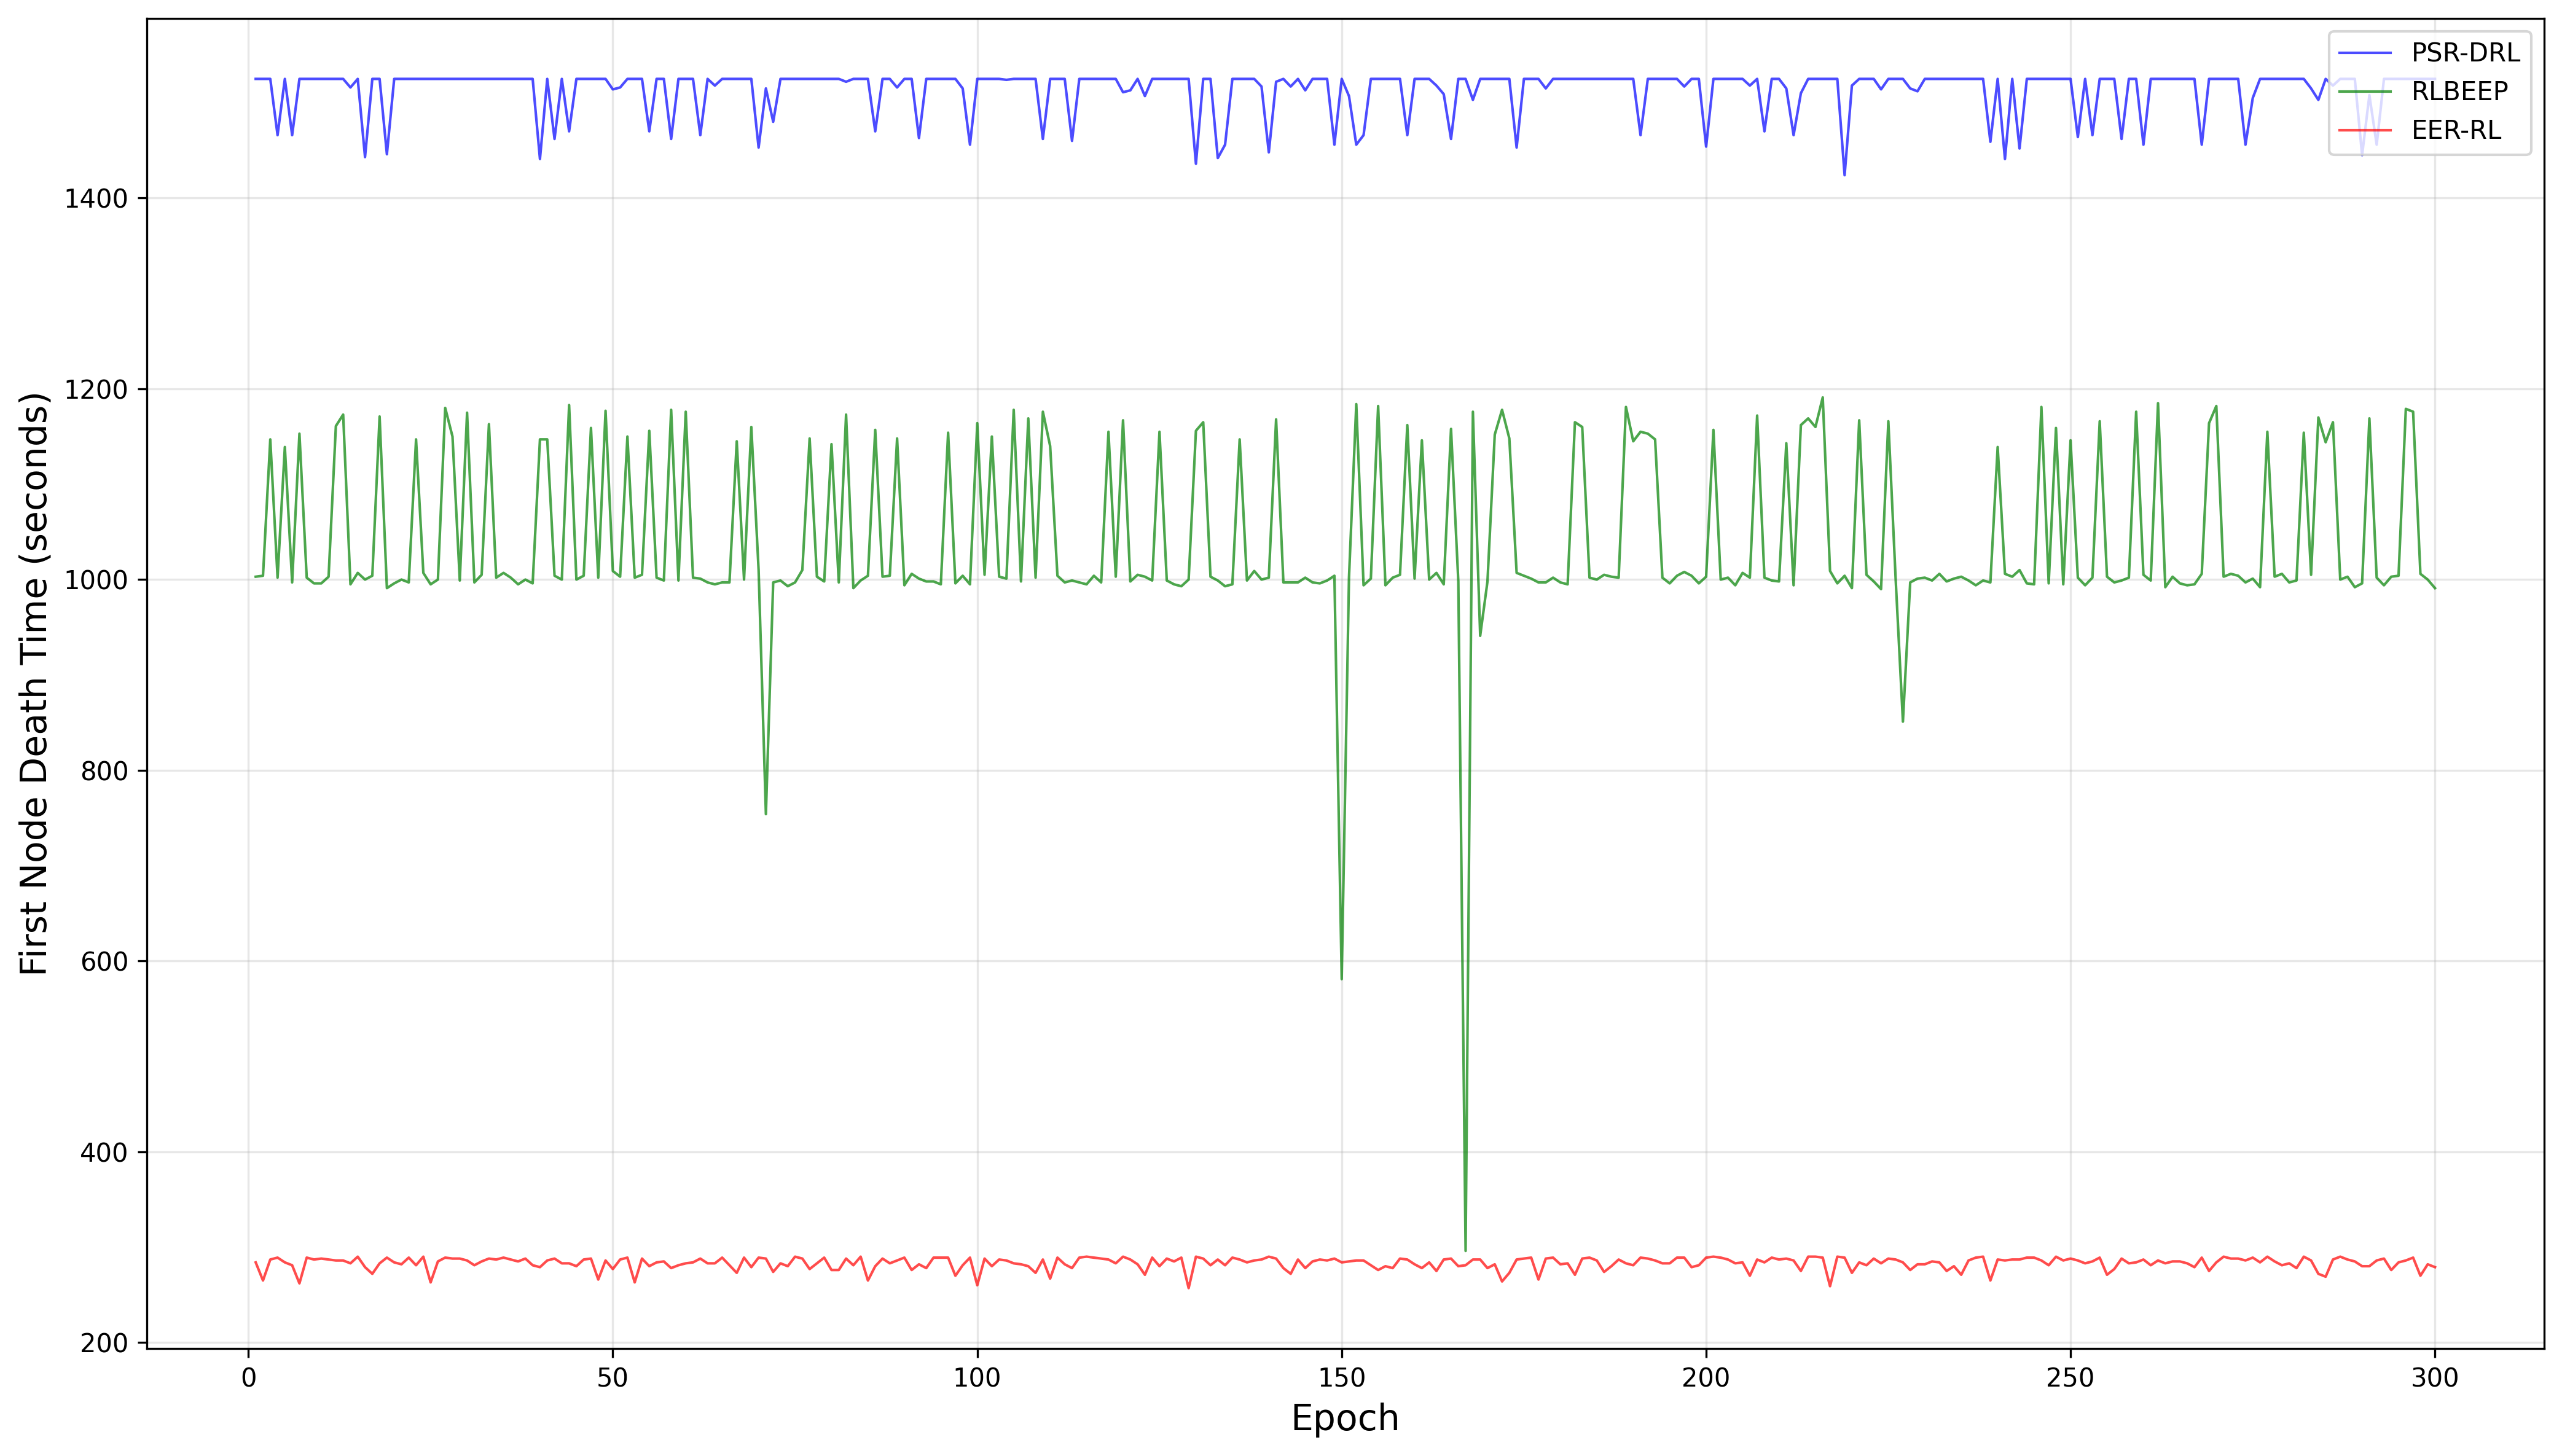 PSR-DRL
RLBEEP
EER-RL
First Node Death Time (seconds)
1400
1200
1000
800
600
400
200
0 50 100 150 200 250 300
Epoch